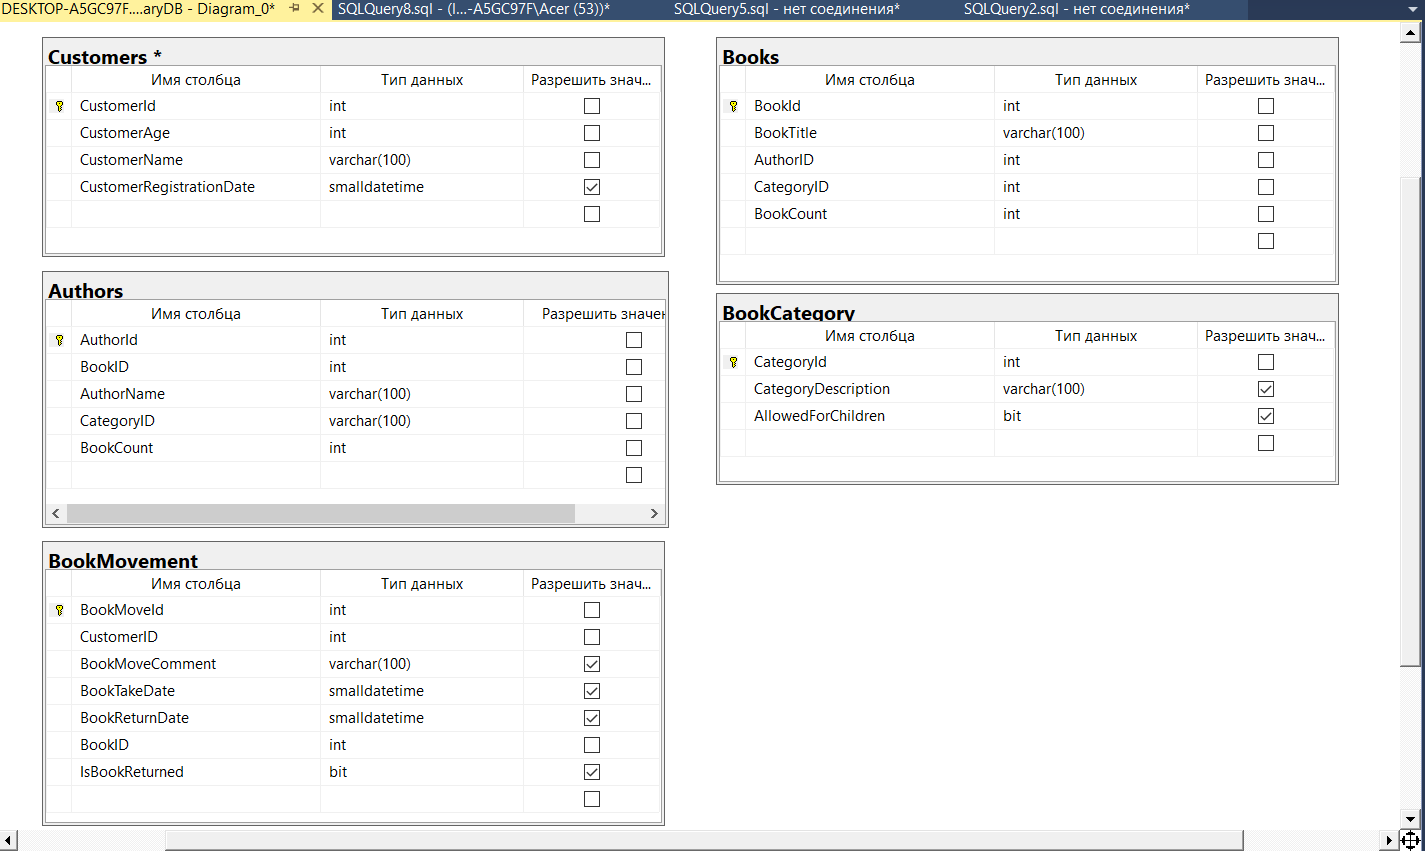 DESKTOP-A5GC97F....aryDB - Diagram_0*
SQLQuery8.sql - (l...-A5GC97F\Acer (53))*
SQLQuery5.sql - нет соединения*
SQLQuery2.sql - нет соединения*
Customers *
Имя столбца Тип данных Разрешить знач...
CustomerId int
CustomerAge int
CustomerName varchar(100)
CustomerRegistrationDate smalldatetime
Authors
Имя столбца Тип данных Разрешить значен
AuthorId int
BookID int
AuthorName varchar(100)
CategoryID varchar(100)
BookCount int
BookMovement
Имя столбца Тип данных Разрешить знач...
BookMoveId int
CustomerID int
BookMoveComment varchar(100)
BookTakeDate smalldatetime
BookReturnDate smalldatetime
BookID int
IsBookReturned bit
Books
Имя столбца Тип данных Разрешить знач...
BookId int
BookTitle varchar(100)
AuthorID int
CategoryID int
BookCount int
BookCategory
Имя столбца Тип данных Разрешить знач...
CategoryId int
CategoryDescription varchar(100)
AllowedForChildren bit